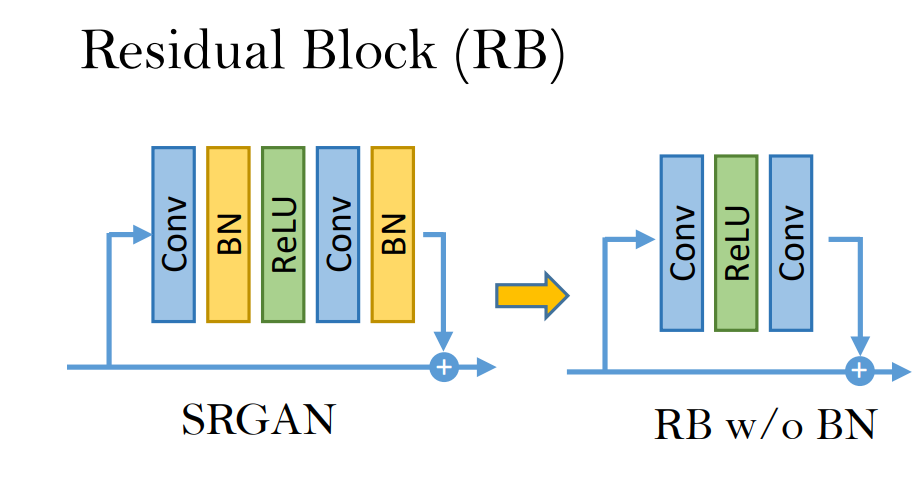 Residual Block (RB)
Conv
BN
ReLU
Conv
BN
Conv
ReLU
Conv
+
+
SRGAN
RB w/o BN